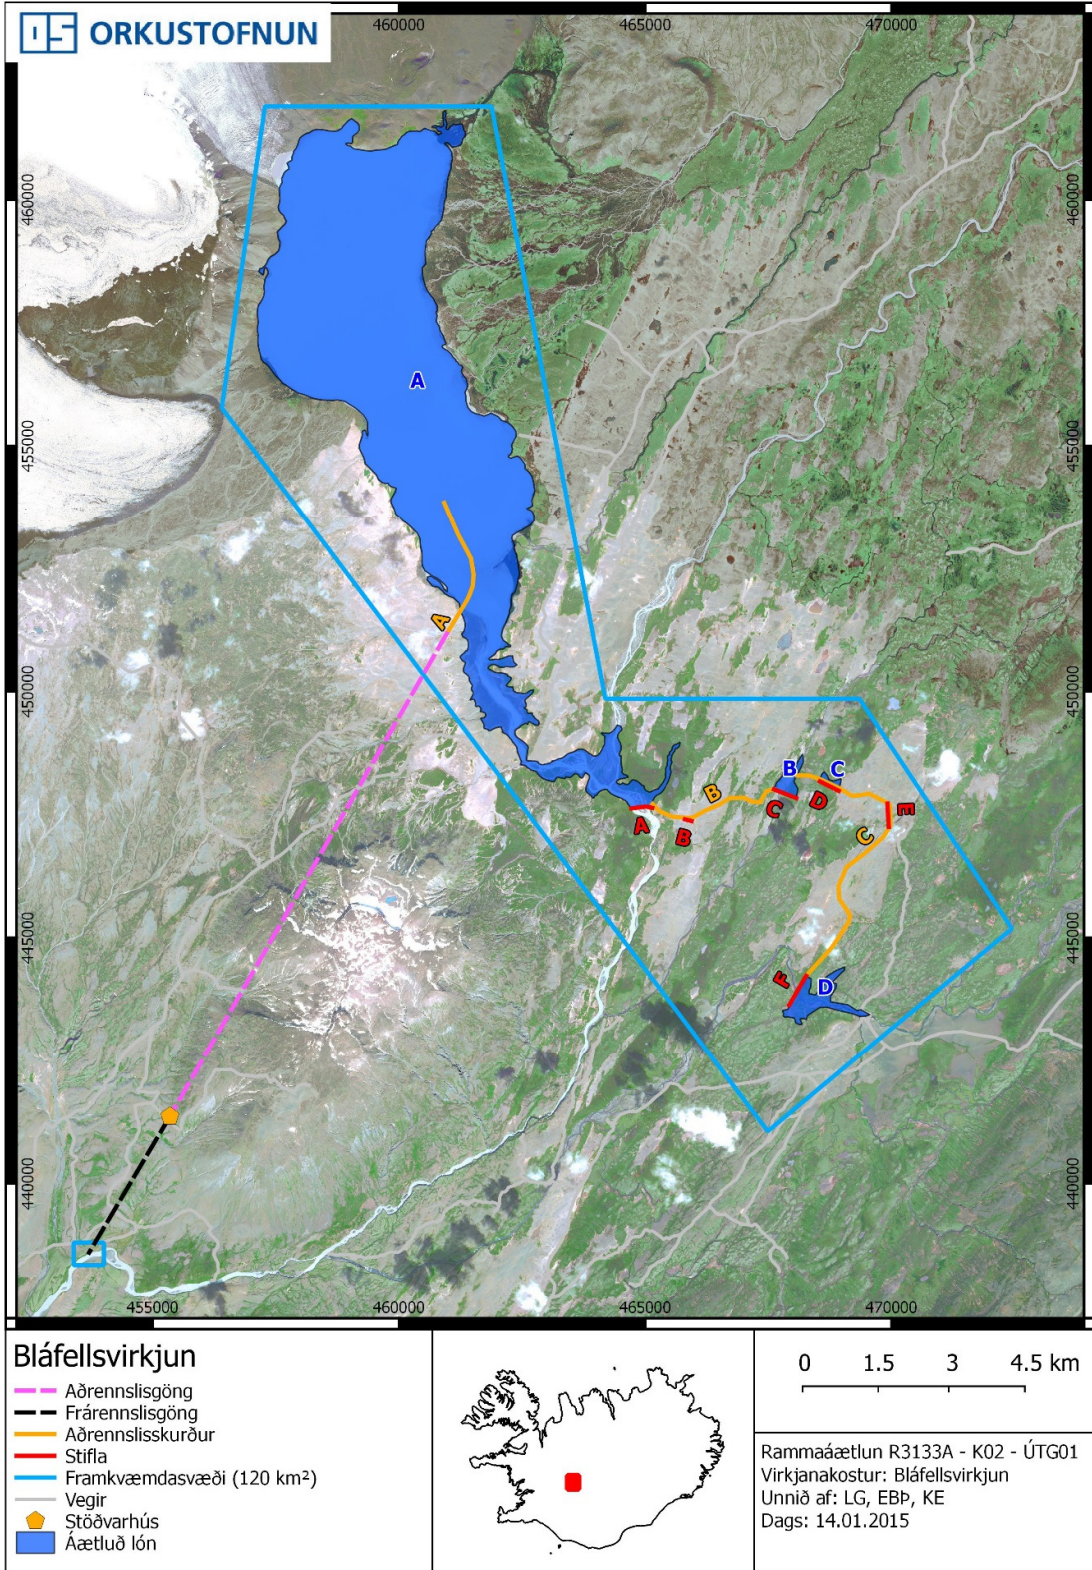 OS ORKUSTOFNUN
460000
465000
470000
460000
460000
455000
455000
450000
450000
445000
445000
440000
440000
A
A
B
C
B
A
B
C
D
E
C
F
D
455000
460000
465000
470000
Bláfellsvirkjun
Aðrennslisgöng
Frárennslisgöng
Aðrennslisskurður
Stifla
Framkvæmdasvæði (120 km²)
Vegir
Stöðvarhús
Áætluð lón
0 1.5 3 4.5 km
Rammaáætlun R3133A - K02 - ÚTG01
Virkjanakostur: Bláfellsvirkjun
Unnið af: LG, EBÞ, KE
Dags: 14.01.2015